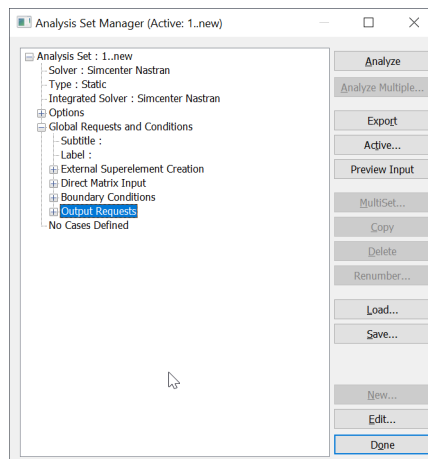 Analysis Set Manager (Active: 1..new)
Analysis Set : 1..new
Solver : Simcenter Nastran
Type : Static
Integrated Solver : Simcenter Nastran
Options
Global Requests and Conditions
Subtitle :
Label :
External Superelement Creation
Direct Matrix Input
Boundary Conditions
Output Requests
No Cases Defined
Analyze
Analyze Multiple...
Export
Active...
Preview Input
MultiSet...
Copy
Delete
Renumber...
Load...
Save...
New...
Edit...
Done